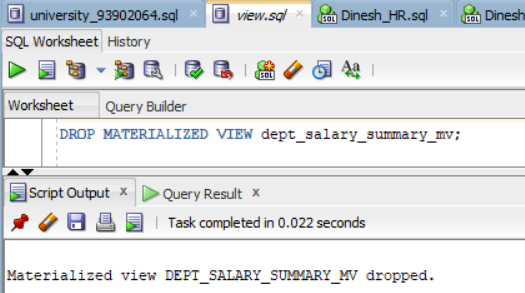 university_93902064.sql view.sql Dinesh_HR.sql Dinesh
SQL Worksheet History
Worksheet Query Builder
DROP MATERIALIZED VIEW dept_salary_summary_mv;
Script Output x Query Result x
Task completed in 0.022 seconds
Materialized view DEPT_SALARY_SUMMARY_MV dropped.